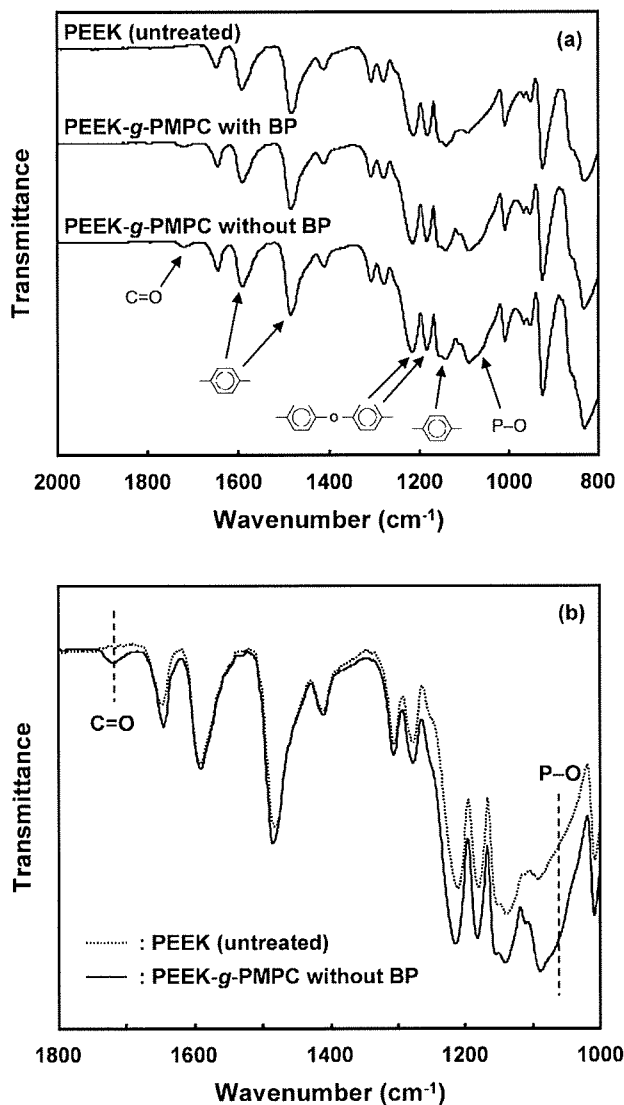 PEEK (untreated)
(a)
PEEK-g-PMPC with BP
PEEK-g-PMPC without BP
C=O
o
P–O
Transmittance
2000 1800 1600 1400 1200 1000 800
Wavenumber (cm-1)
(b)
C=O
P–O
Transmittance
: PEEK (untreated)
: PEEK-g-PMPC without BP
1800 1600 1400 1200 1000
Wavenumber (cm-1)